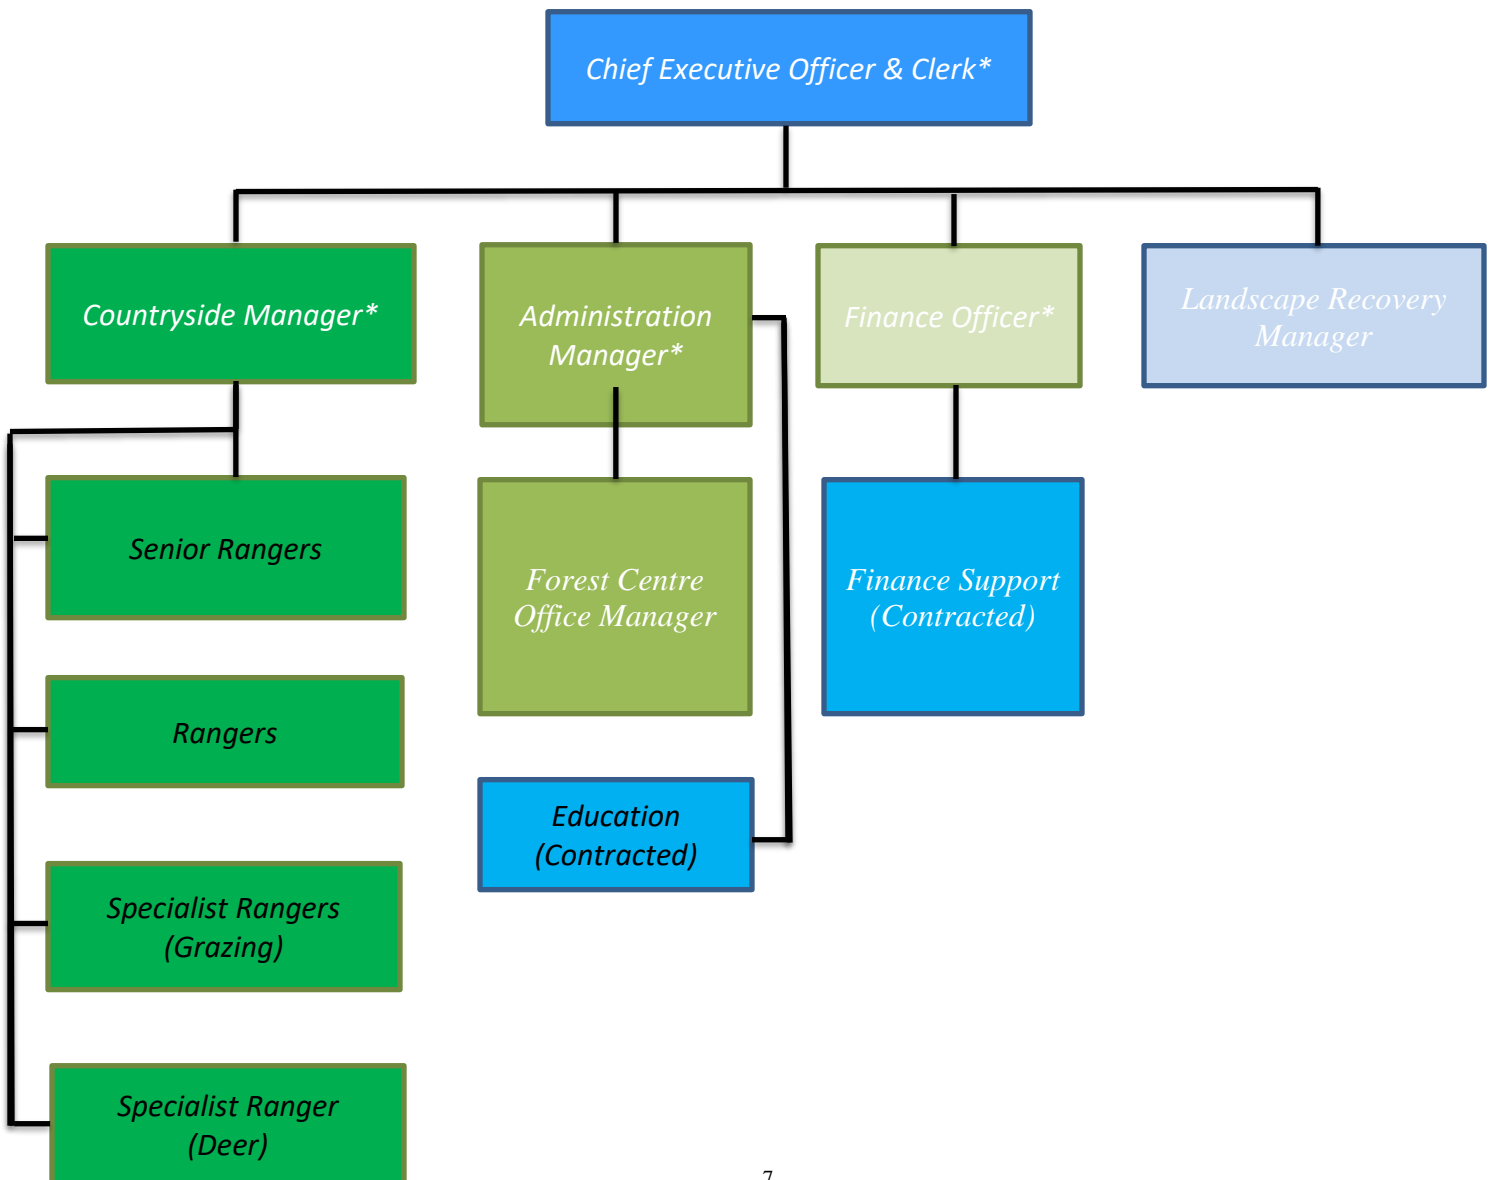 Chief Executive Officer & Clerk*
Countryside Manager*
Administration
Manager*
Finance Officer*
Landscape Recovery
Manager
Senior Rangers
Forest Centre
Office Manager
Finance Support
(Contracted)
Rangers
Education
(Contracted)
Specialist Rangers
(Grazing)
Specialist Ranger
(Deer)
7